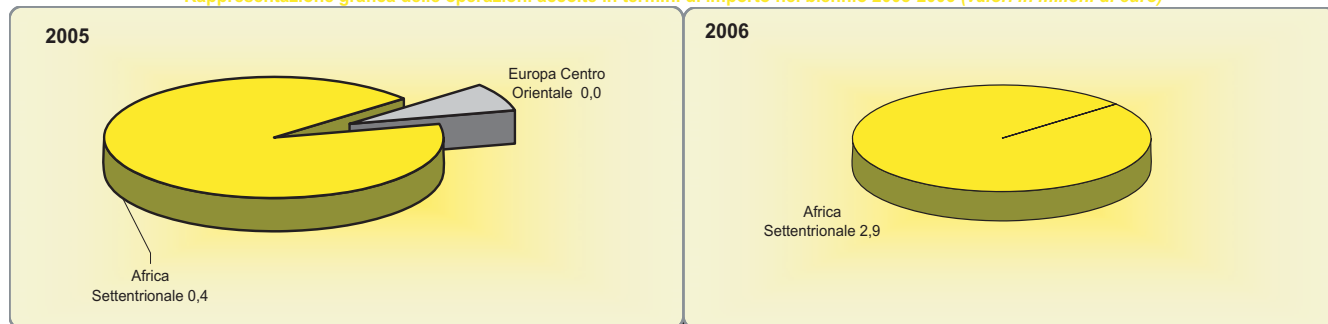 2005
Europa Centro
Orientale 0,0
Africa
Settentrionale 0,4
2006
Africa
Settentrionale 2,9